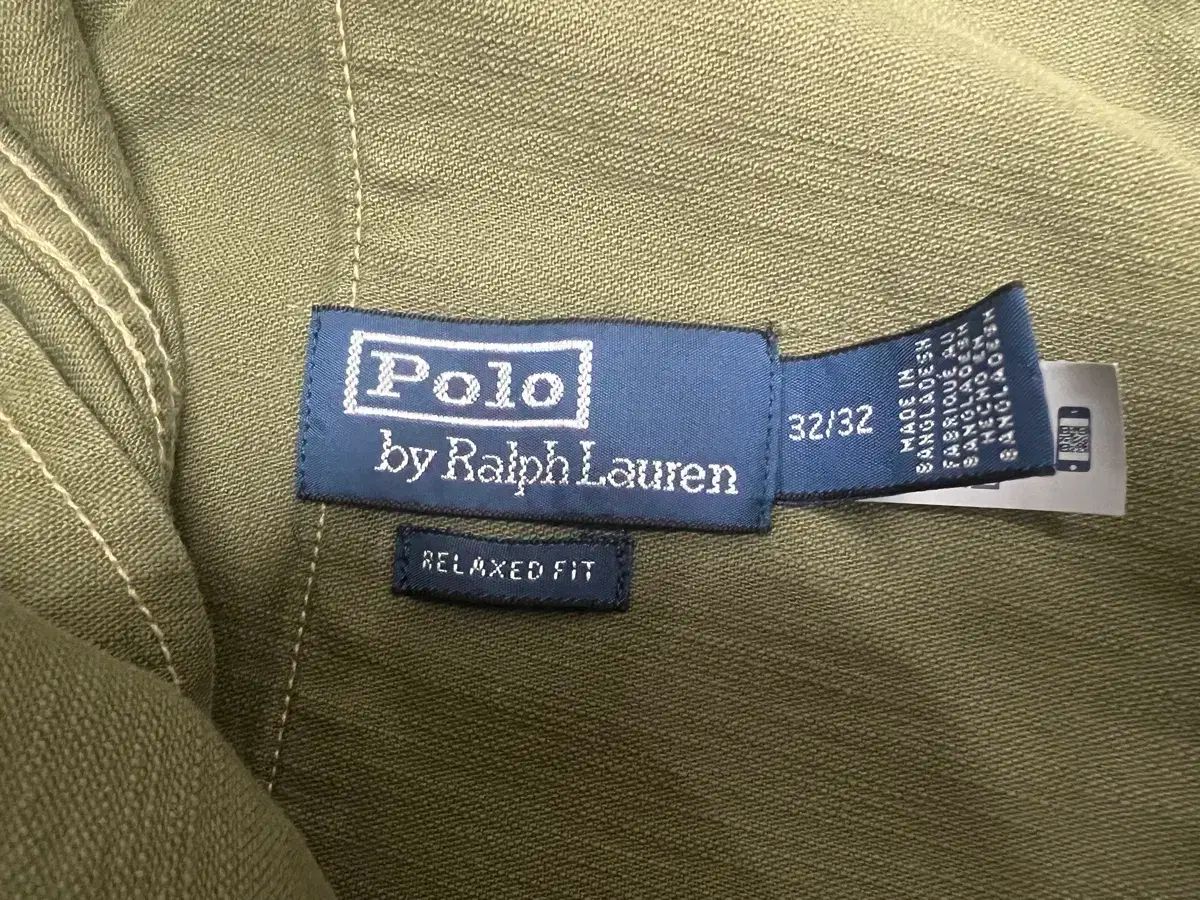 Polo
by Ralph Lauren
RELAXED FIT
32/32
MADE IN
BANGLADESH
FABRIQUÉ AU
BANGLADESH
HECHO EN
BANGLADESH